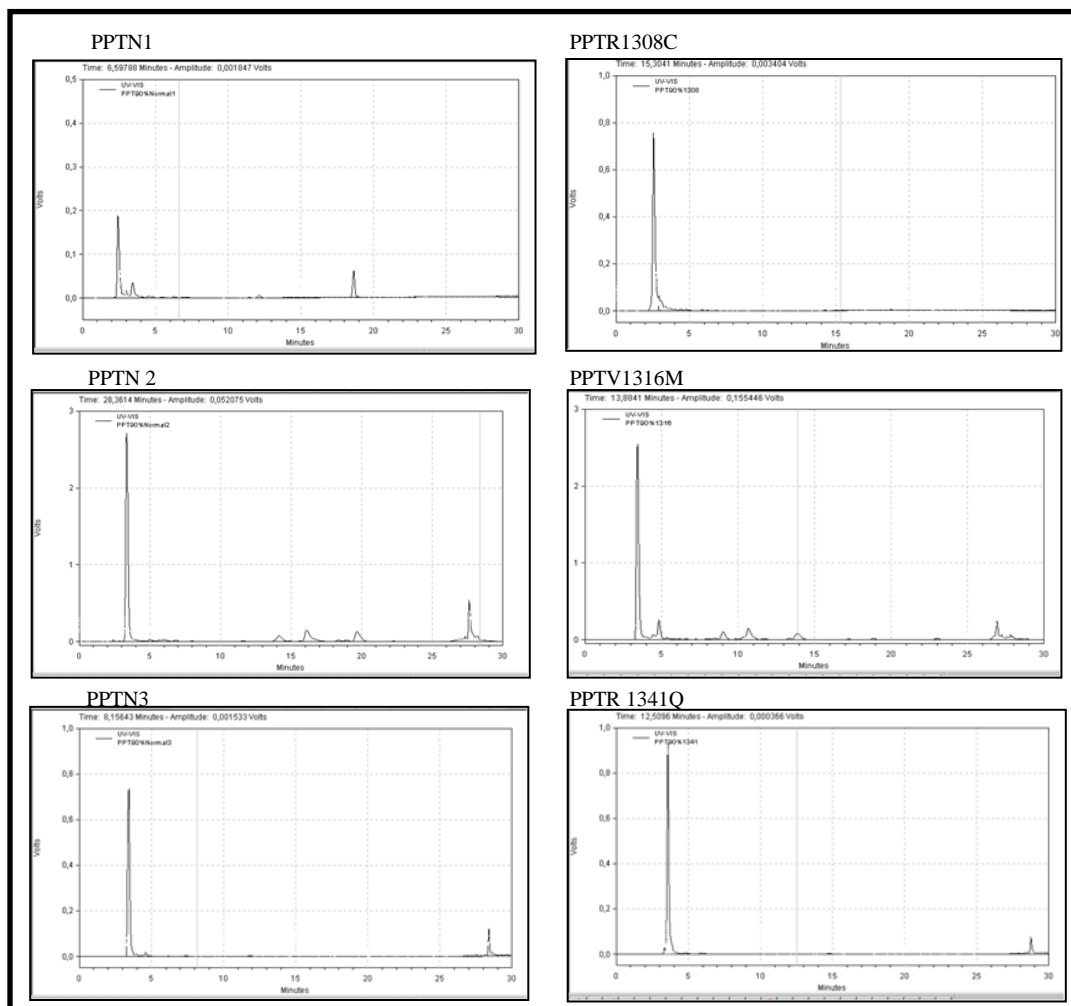 PPTN1
Time: 6,59788 Minutes - Amplitude: 0,001847 Volts
UV-VIS
PPT90%Normal1
0,5
0,4
0,3
0,2
0,1
0,0
Volts
0 5 10 15 20 25 30
Minutes
PPTR1308C
Time: 15,3041 Minutes - Amplitude: 0,003404 Volts
UV-VIS
PPT90%1308
1,0
0,8
0,6
0,4
0,2
0,0
Volts
0 5 10 15 20 25 30
Minutes
PPTN 2
Time: 28,3614 Minutes - Amplitude: 0,052075 Volts
UV-VIS
PPT90%Normal2
3
2
1
0
Volts
0 5 10 15 20 25 30
Minutes
PPTV1316M
Time: 13,8841 Minutes - Amplitude: 0,155446 Volts
UV-VIS
PPT90%1316
3
2
1
0
Volts
0 5 10 15 20 25 30
Minutes
PPTN3
Time: 8,15643 Minutes - Amplitude: 0,001533 Volts
UV-VIS
PPT90%Normal3
1,0
0,8
0,6
0,4
0,2
0,0
Volts
0 5 10 15 20 25 30
Minutes
PPTR 1341Q
Time: 12,5096 Minutes - Amplitude: 0,000366 Volts
UV-VIS
PPT90%1341
1,0
0,8
0,6
0,4
0,2
0,0
Volts
0 5 10 15 20 25 30
Minutes